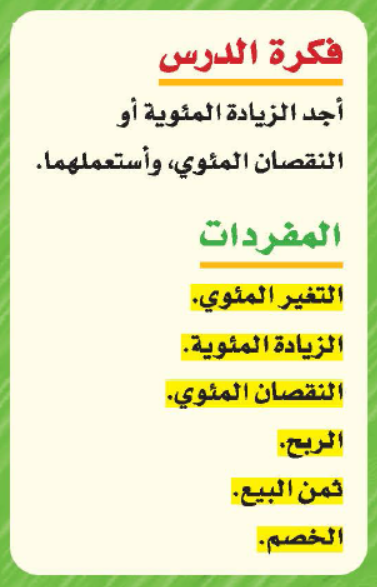 فكرة الدرس
أجد الزيادة المئوية أو
النقصان المئوي، وأستعملهما.
المفردات
التغير المئوي.
الزيادة المئوية.
النقصان المئوي.
الربح.
ثمن البيع.
الخصم.